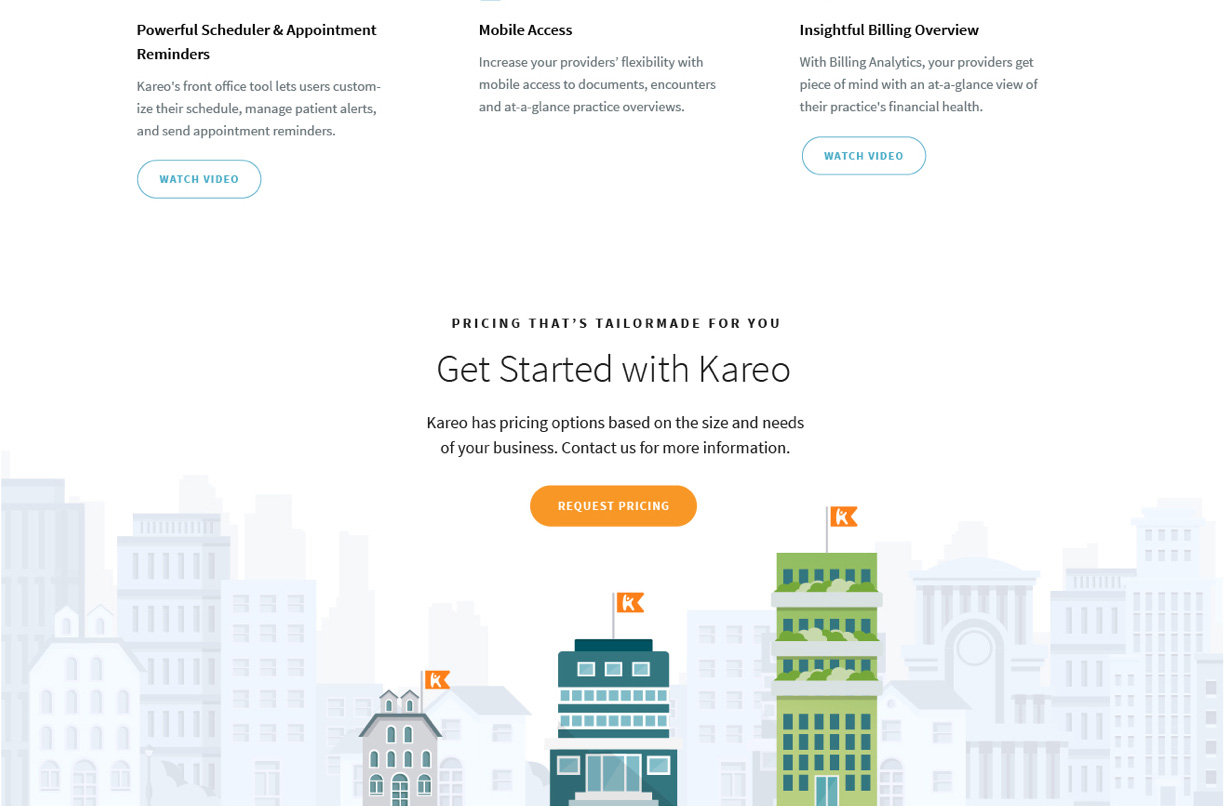 Powerful Scheduler & Appointment
Reminders
Kareo's front office tool lets users custom-
ize their schedule, manage patient alerts,
and send appointment reminders.
WATCH VIDEO
Mobile Access
Increase your providers’ flexibility with
mobile access to documents, encounters
and at-a-glance practice overviews.
Insightful Billing Overview
With Billing Analytics, your providers get
piece of mind with an at-a-glance view of
their practice's financial health.
WATCH VIDEO
PRICING THAT’S TAILORMADE FOR YOU
Get Started with Kareo
Kareo has pricing options based on the size and needs
of your business. Contact us for more information.
REQUEST PRICING
K
K
K